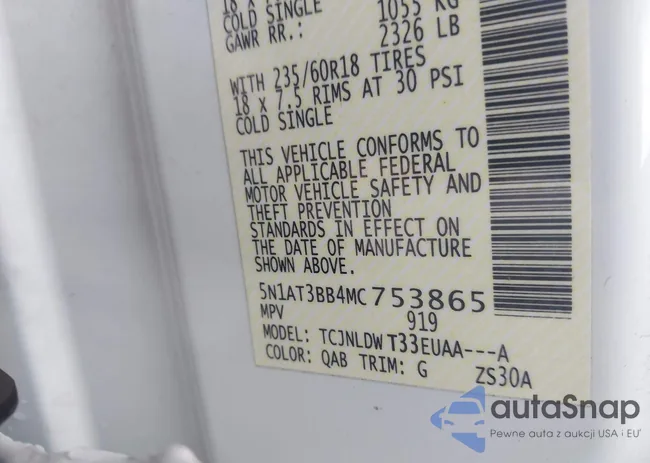 18 X
COLD SINGLE 1055 KG
GAWR RR.: 2326 LB
WITH 235/60R18 TIRES
18 X 7.5 RIMS AT 30 PSI
COLD SINGLE
THIS VEHICLE CONFORMS TO
ALL APPLICABLE FEDERAL
MOTOR VEHICLE SAFETY AND
THEFT PREVENTION
STANDARDS IN EFFECT ON
THE DATE OF MANUFACTURE
SHOWN ABOVE.
5N1AT3BB4MC753865
MPV 919
MODEL: TCJNLDW T33EUAA---A
COLOR: QAB TRIM: G ZS30A
autaSnap
Pewne auta z aukcji USA i EU